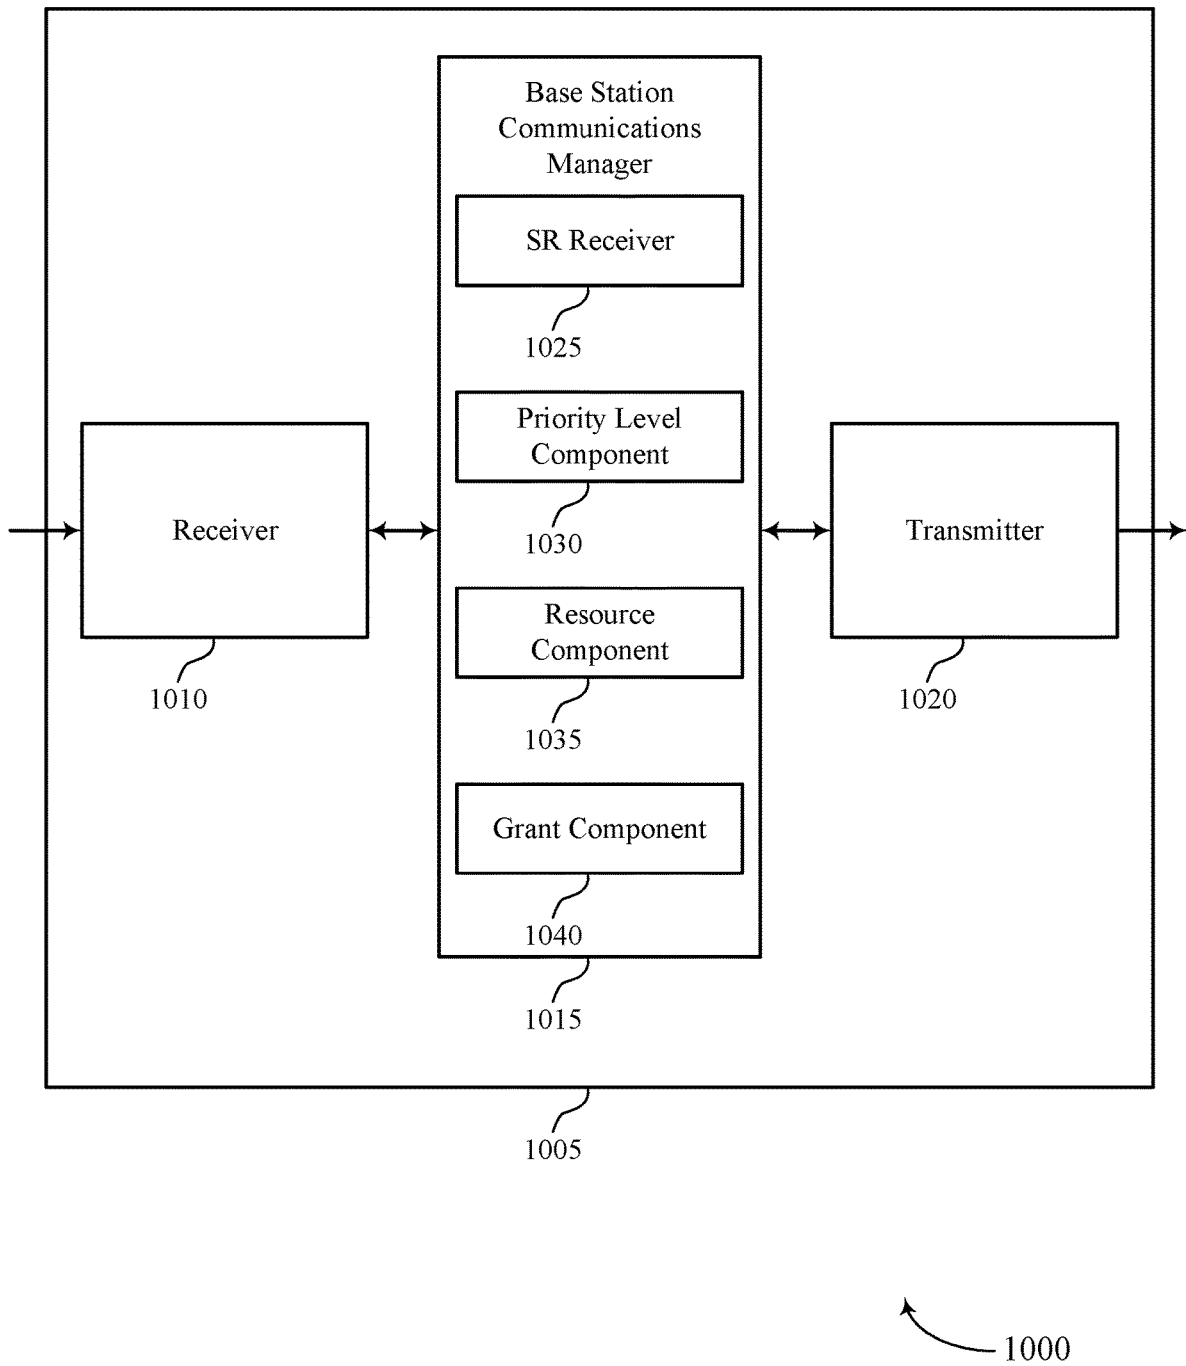 Base Station
Communications
Manager
SR Receiver
1025
Priority Level
Component
1030
Receiver
1010
Transmitter
1020
Resource
Component
1035
Grant Component
1040
1015
1005
1000